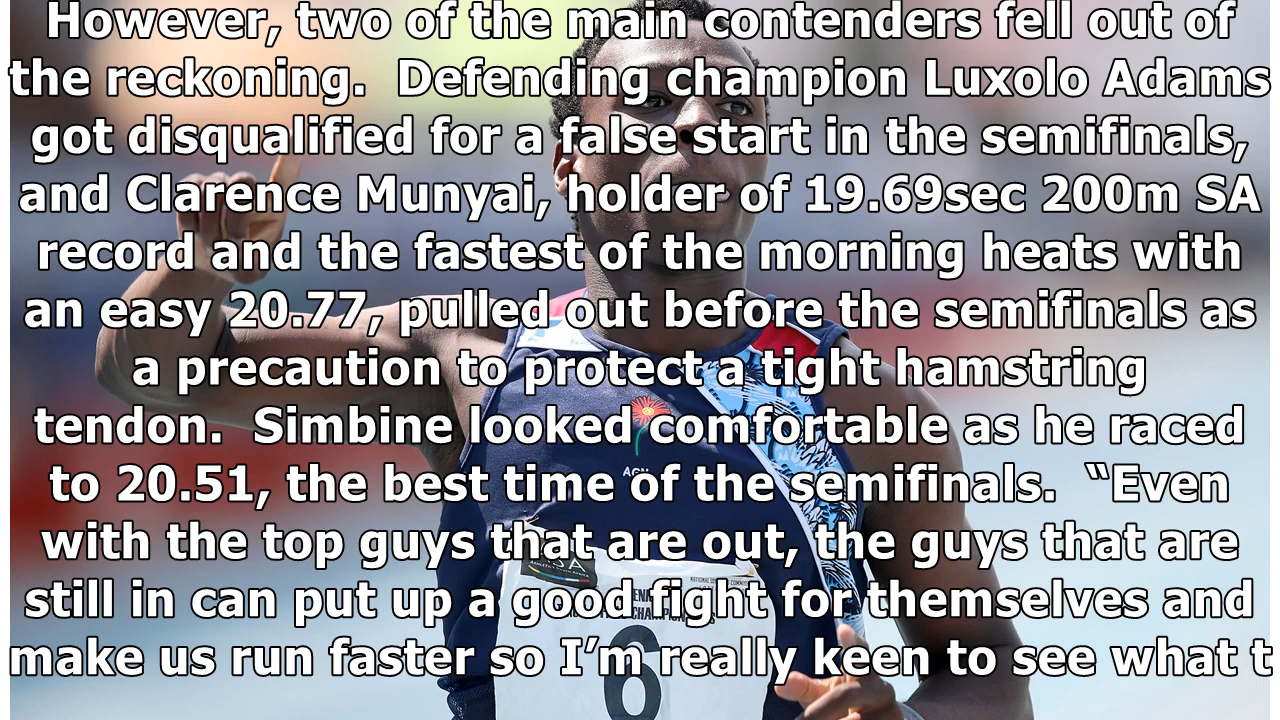 However, two of the main contenders fell out of
the reckoning.  Defending champion Luxolo Adams
got disqualified for a false start in the semifinals,
and Clarence Munyai, holder of 19.69sec 200m SA
record and the fastest of the morning heats with
an easy 20.77, pulled out before the semifinals as
a precaution to protect a tight hamstring
tendon.  Simbine looked comfortable as he raced
to 20.51, the best time of the semifinals.  “Even
with the top guys that are out, the guys that are
still in can put up a good fight for themselves and
make us run faster so I’m really keen to see what t
AGN
6